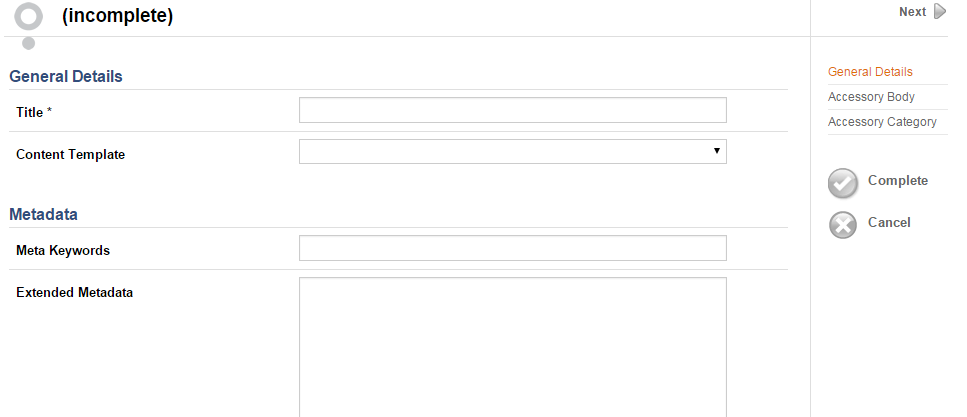 (incomplete)
Next
General Details
Title *
Content Template
Metadata
Meta Keywords
Extended Metadata
General Details
Accessory Body
Accessory Category
Complete
Cancel